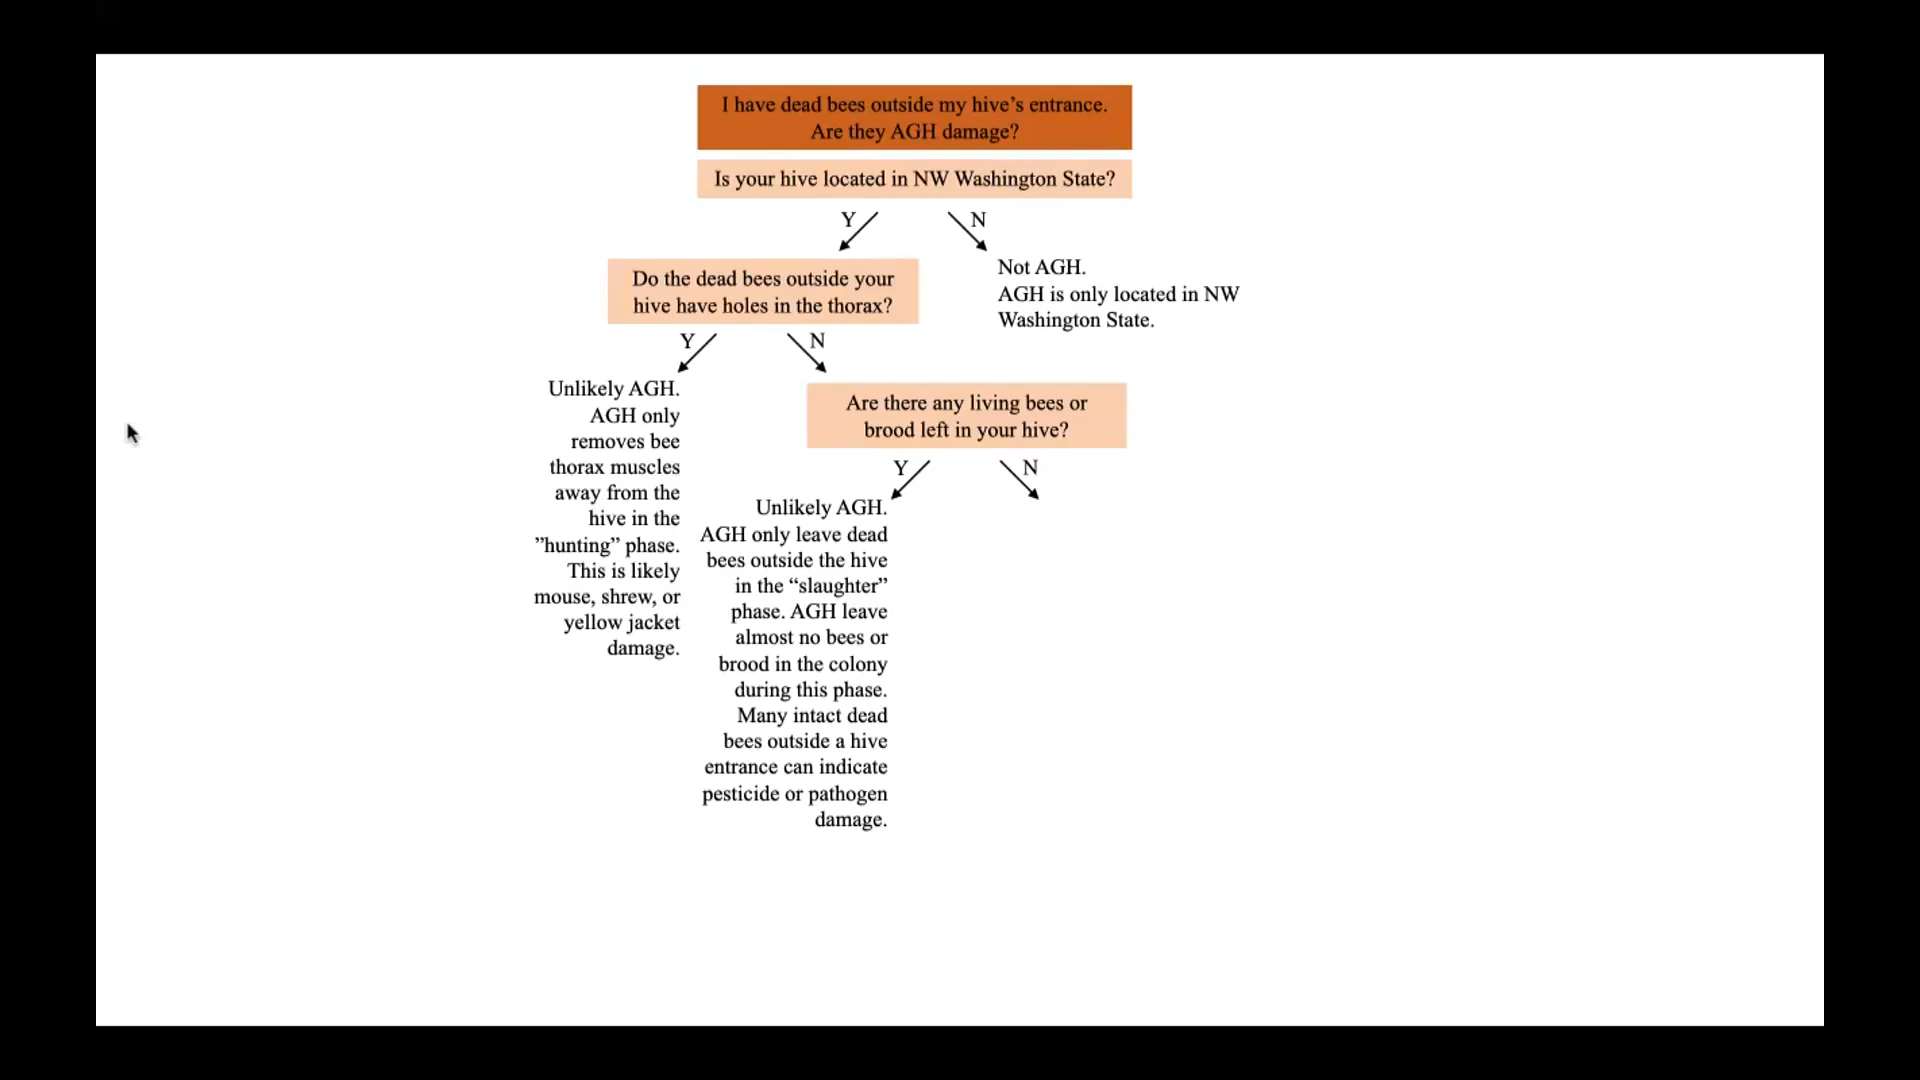 I have dead bees outside my hive’s entrance.
Are they AGH damage?
Is your hive located in NW Washington State?
Y
N
Do the dead bees outside your
hive have holes in the thorax?
Not AGH.
AGH is only located in NW
Washington State.
Y
N
Unlikely AGH.
AGH only
removes bee
thorax muscles
away from the
hive in the
”hunting” phase.
This is likely
mouse, shrew, or
yellow jacket
damage.
Are there any living bees or
brood left in your hive?
Y
N
Unlikely AGH.
AGH only leave dead
bees outside the hive
in the “slaughter”
phase. AGH leave
almost no bees or
brood in the colony
during this phase.
Many intact dead
bees outside a hive
entrance can indicate
pesticide or pathogen
damage.